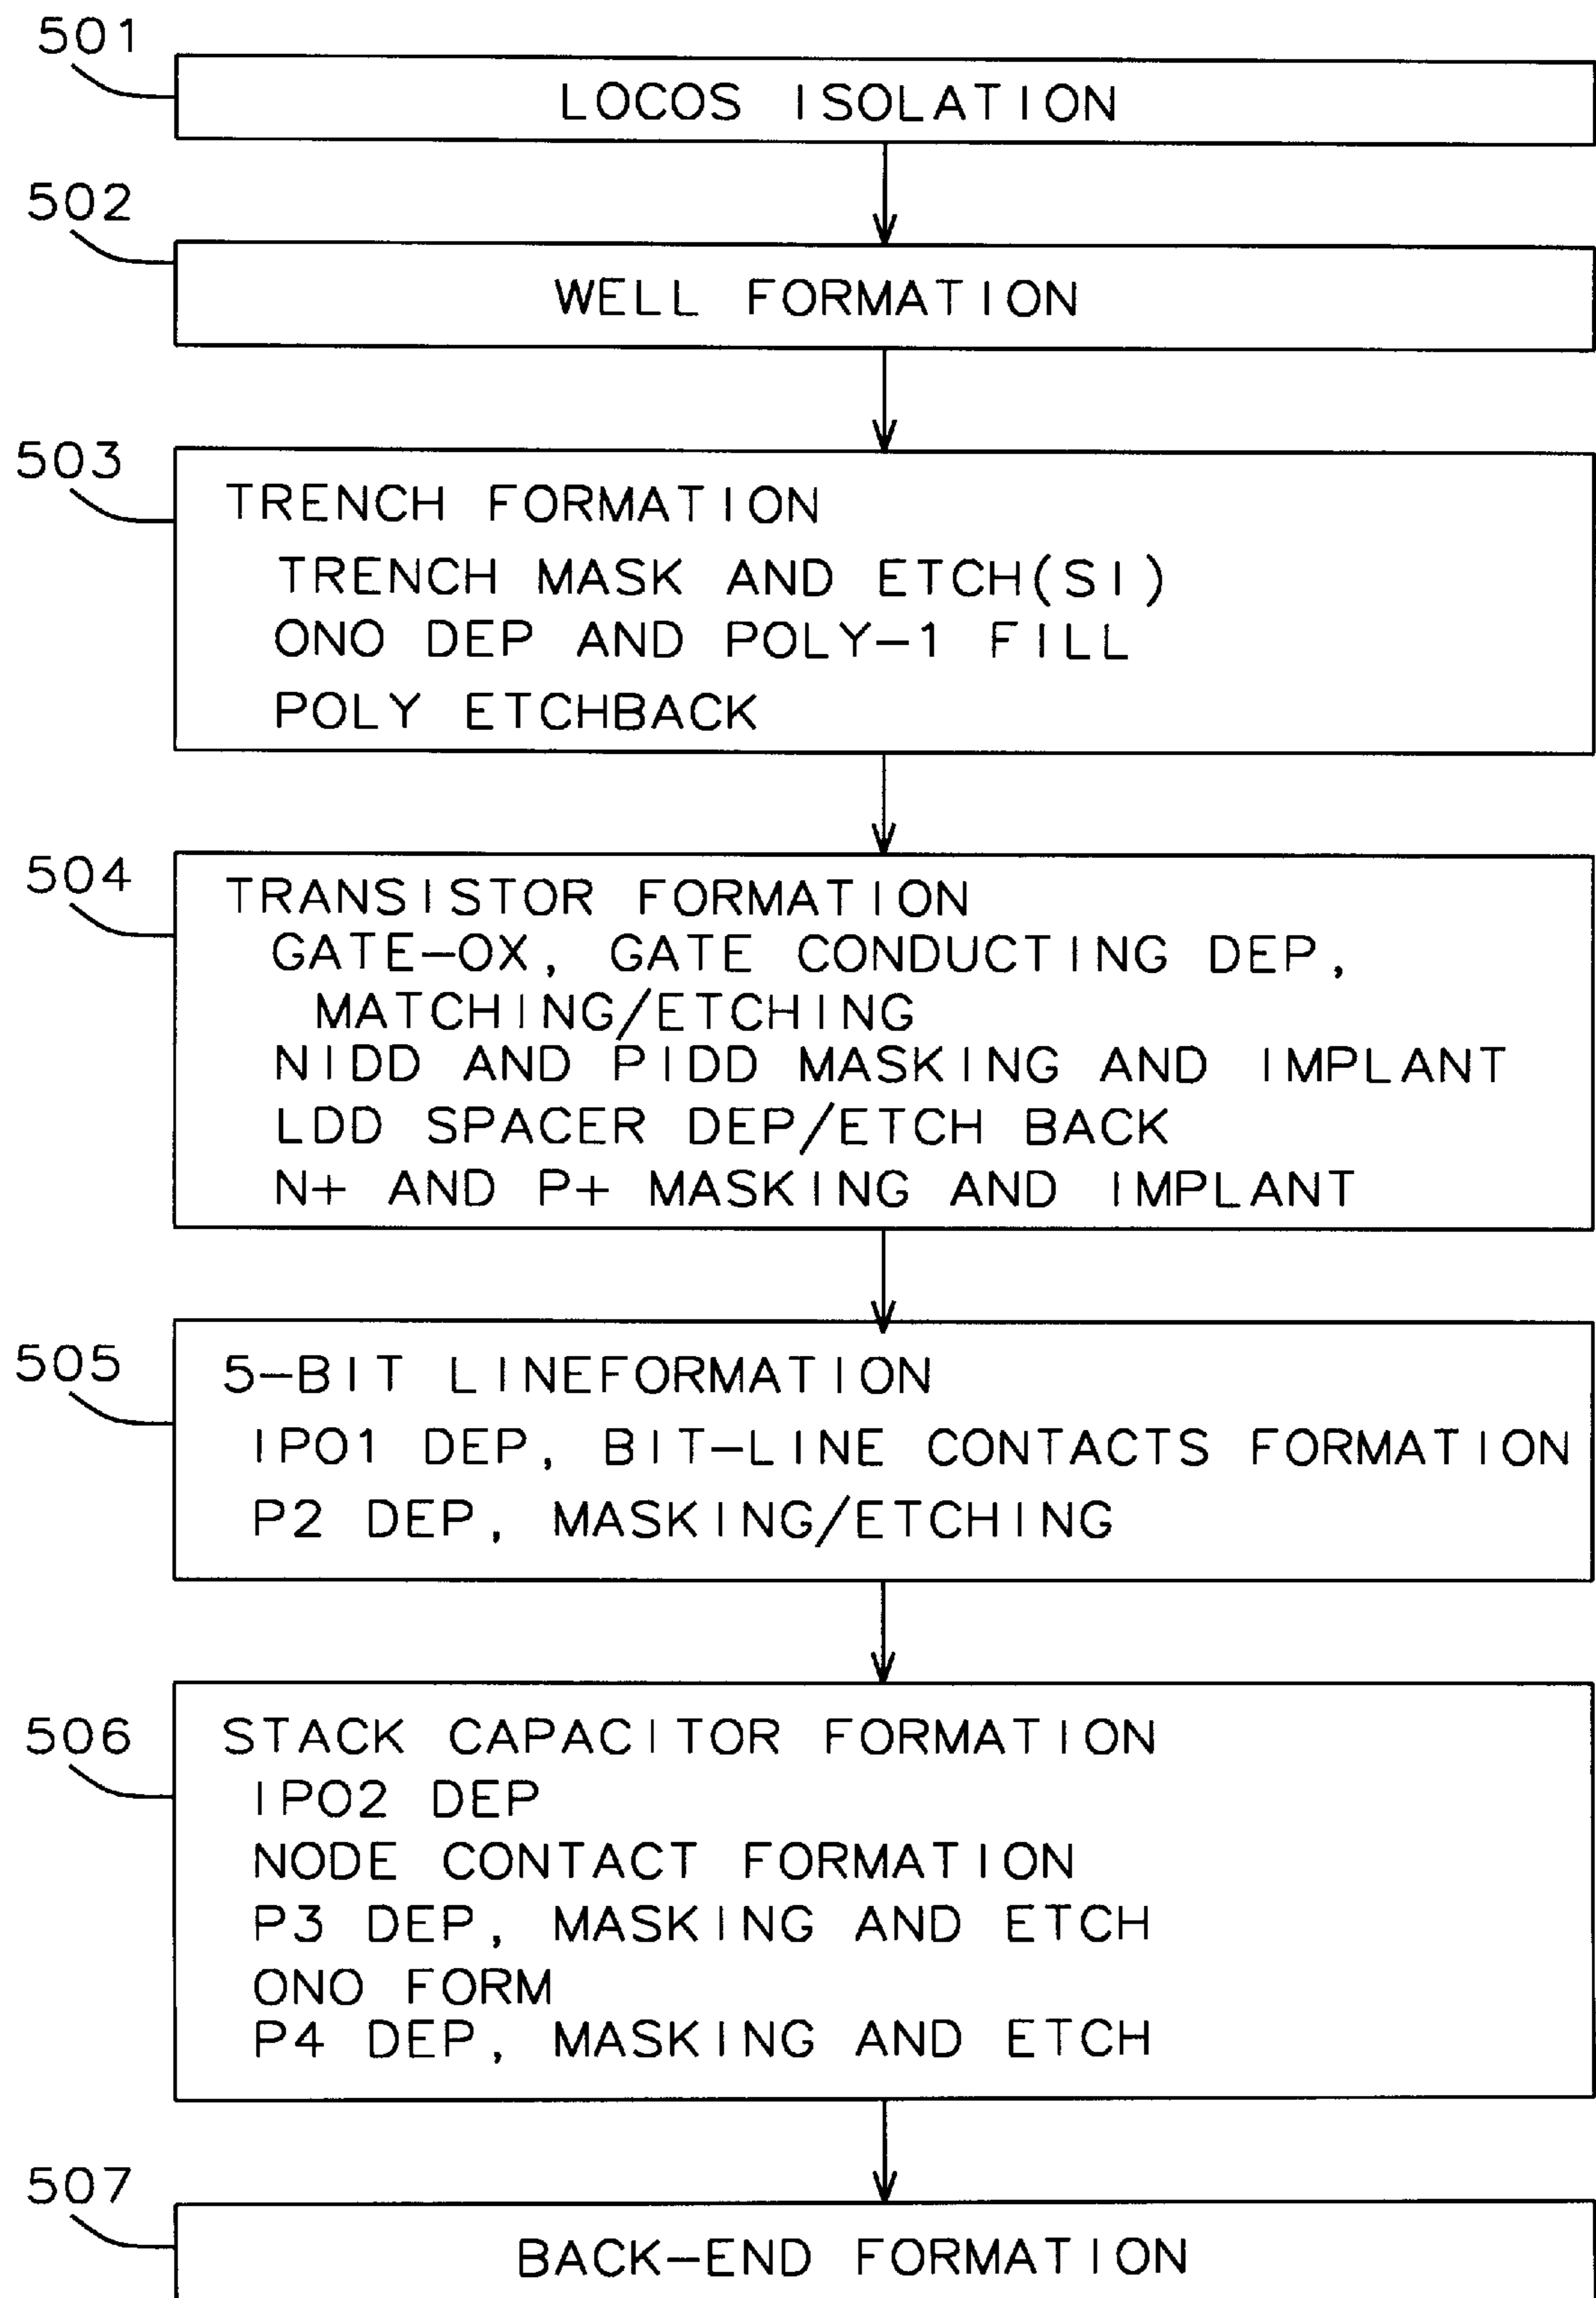 501
LOCOS ISOLATION
502
WELL FORMATION
503
TRENCH FORMATION
TRENCH MASK AND ETCH(SI)
ONO DEP AND POLY-1 FILL
POLY ETCHBACK
504
TRANSISTOR FORMATION
GATE-OX, GATE CONDUCTING DEP,
MATCHING/ETCHING
NIDD AND PIDD MASKING AND IMPLANT
LDD SPACER DEP/ETCH BACK
N+ AND P+ MASKING AND IMPLANT
505
5-BIT LINEFORMATION
IPO1 DEP, BIT-LINE CONTACTS FORMATION
P2 DEP, MASKING/ETCHING
506
STACK CAPACITOR FORMATION
IPO2 DEP
NODE CONTACT FORMATION
P3 DEP, MASKING AND ETCH
ONO FORM
P4 DEP, MASKING AND ETCH
507
BACK-END FORMATION